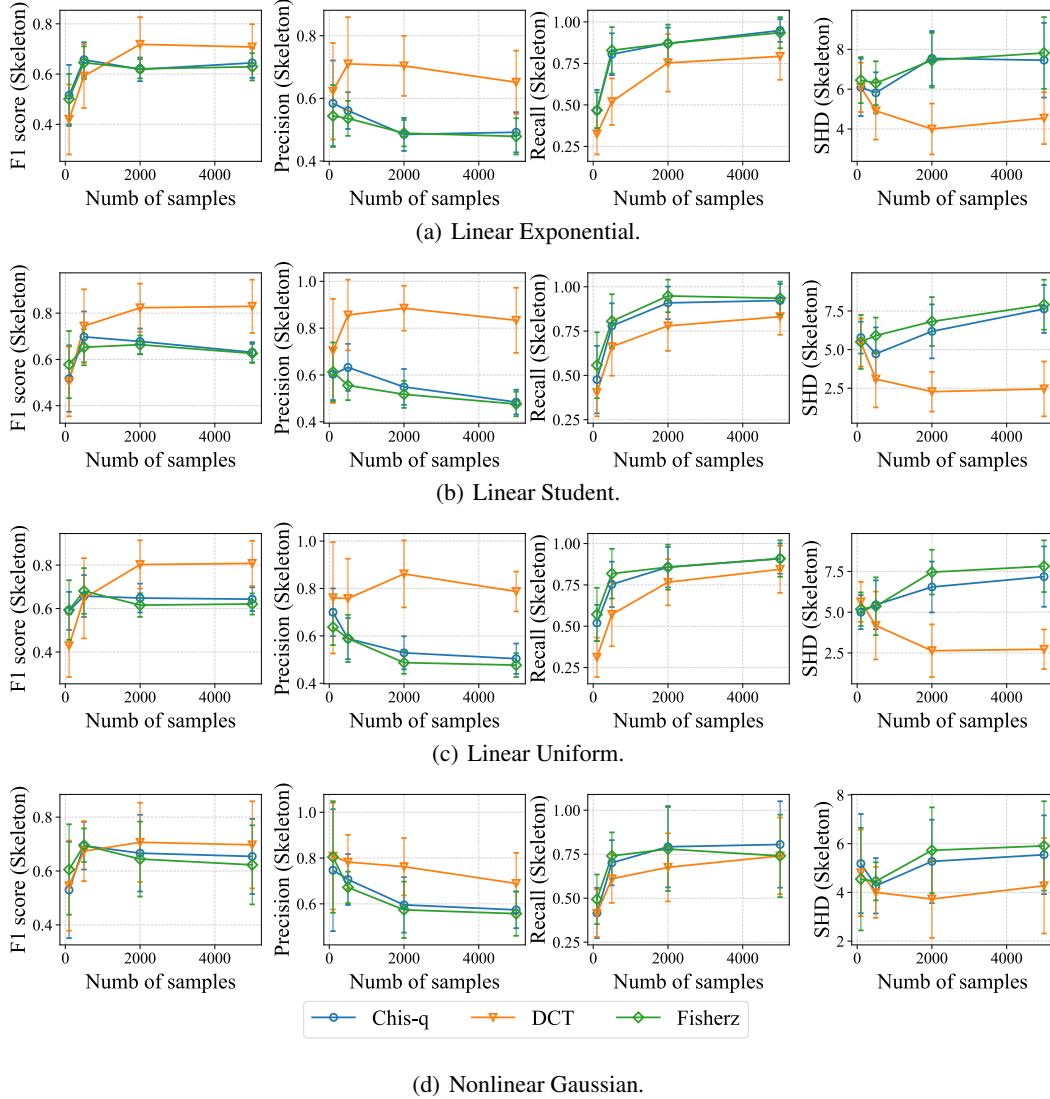 F1 score (Skeleton)
0.8
0.6
0.4
0 2000 4000
Numb of samples
Precision (Skeleton)
0.8
0.6
0.4
0 2000 4000
Numb of samples
Recall (Skeleton)
1.00
0.75
0.50
0.25
0 2000 4000
Numb of samples
SHD (Skeleton)
8
6
4
0 2000 4000
Numb of samples
(a) Linear Exponential.
F1 score (Skeleton)
0.8
0.6
0.4
0 2000 4000
Numb of samples
Precision (Skeleton)
1.0
0.8
0.6
0.4
0 2000 4000
Numb of samples
Recall (Skeleton)
1.00
0.75
0.50
0.25
0 2000 4000
Numb of samples
SHD (Skeleton)
7.5
5.0
2.5
0 2000 4000
Numb of samples
(b) Linear Student.
F1 score (Skeleton)
0.8
0.6
0.4
0 2000 4000
Numb of samples
Precision (Skeleton)
1.0
0.8
0.6
0.4
0 2000 4000
Numb of samples
Recall (Skeleton)
1.00
0.75
0.50
0.25
0 2000 4000
Numb of samples
SHD (Skeleton)
7.5
5.0
2.5
0 2000 4000
Numb of samples
(c) Linear Uniform.
F1 score (Skeleton)
0.8
0.6
0.4
0 2000 4000
Numb of samples
Precision (Skeleton)
1.0
0.8
0.6
0 2000 4000
Numb of samples
Recall (Skeleton)
1.00
0.75
0.50
0.25
0 2000 4000
Numb of samples
SHD (Skeleton)
8
6
4
2
0 2000 4000
Numb of samples
Chis-q DCT Fisherz
(d) Nonlinear Gaussian.